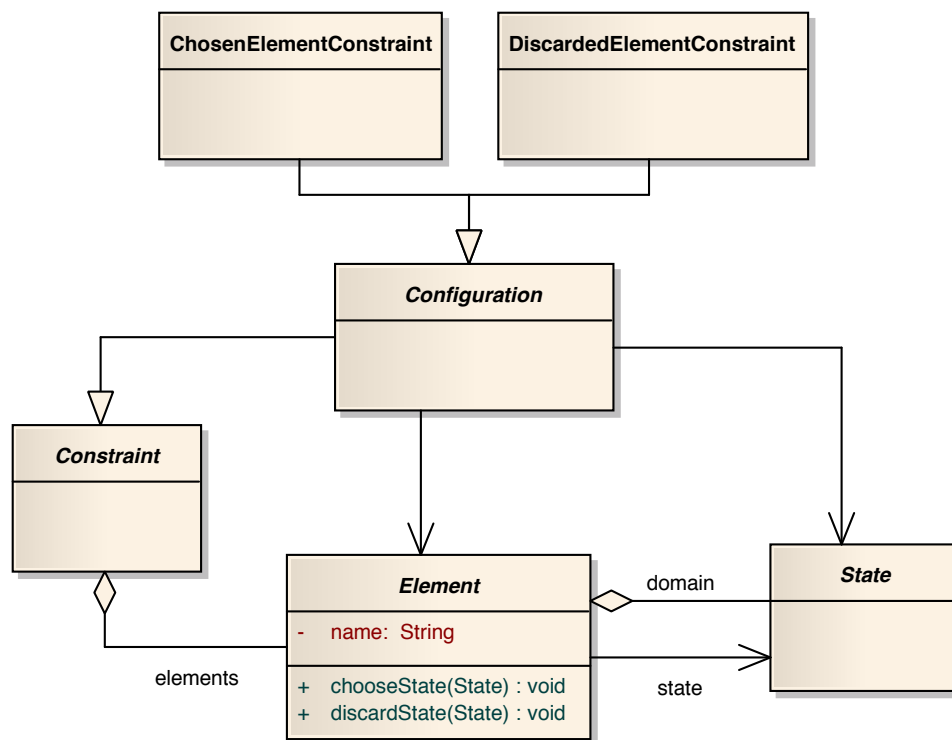 ChosenElementConstraint
DiscardedElementConstraint
Configuration
Constraint
Element
- name: String
+ chooseState(State) : void
+ discardState(State) : void
State
domain
state
elements